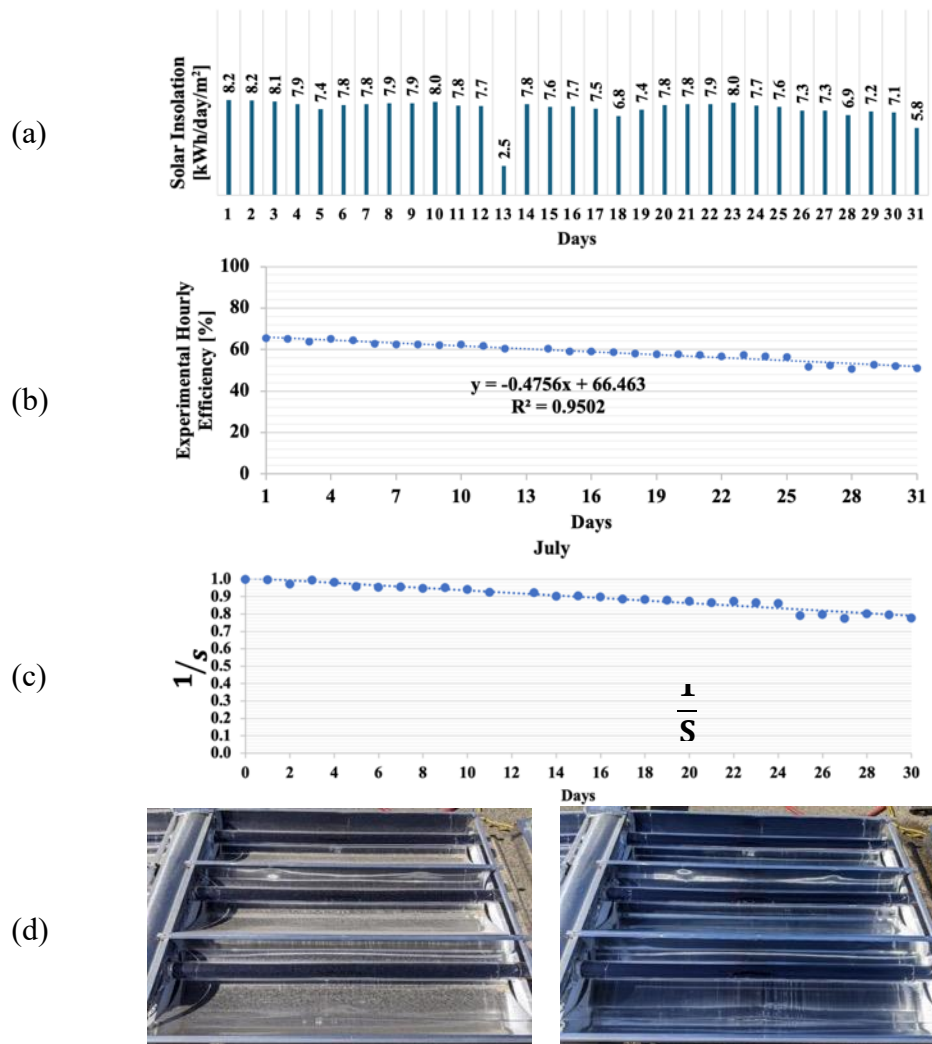 (a)
Solar Insolation
[kWh/day/m²]
8.2 8.2 8.1 7.9 7.4 7.8 7.8 7.9 7.9 8.0 7.8 7.7 2.5 7.8 7.6 7.7 7.5 6.8 7.4 7.8 7.8 7.9 8.0 7.7 7.6 7.3 7.3 6.9 7.2 7.1 5.8
1 2 3 4 5 6 7 8 9 10 11 12 13 14 15 16 17 18 19 20 21 22 23 24 25 26 27 28 29 30 31
Days
(b)
Experimental Hourly
Efficiency [%]
100
80
60
40
20
0
y = -0.4756x + 66.463
R² = 0.9502
1 4 7 10 13 16 19 22 25 28 31
Days
July
(c)
1/s
1.0
0.9
0.8
0.7
0.6
0.5
0.4
0.3
0.2
0.1
0.0
1
S
0 2 4 6 8 10 12 14 16 18 20 22 24 26 28 30
Days
(d)